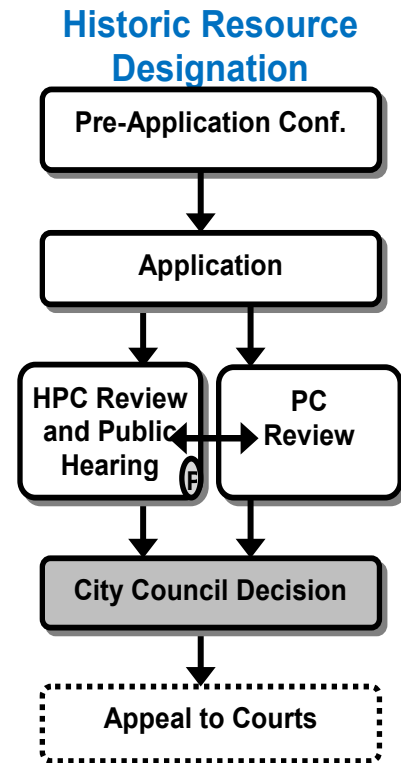 Historic Resource
Designation
Pre-Application Conf.
Application
HPC Review
and Public
Hearing
P
PC
Review
City Council Decision
Appeal to Courts